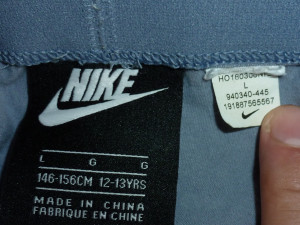 NIKE
L G G
146-156CM 12-13YRS
MADE IN CHINA
FABRIQUE EN CHINE
L
940340-445
191887565567